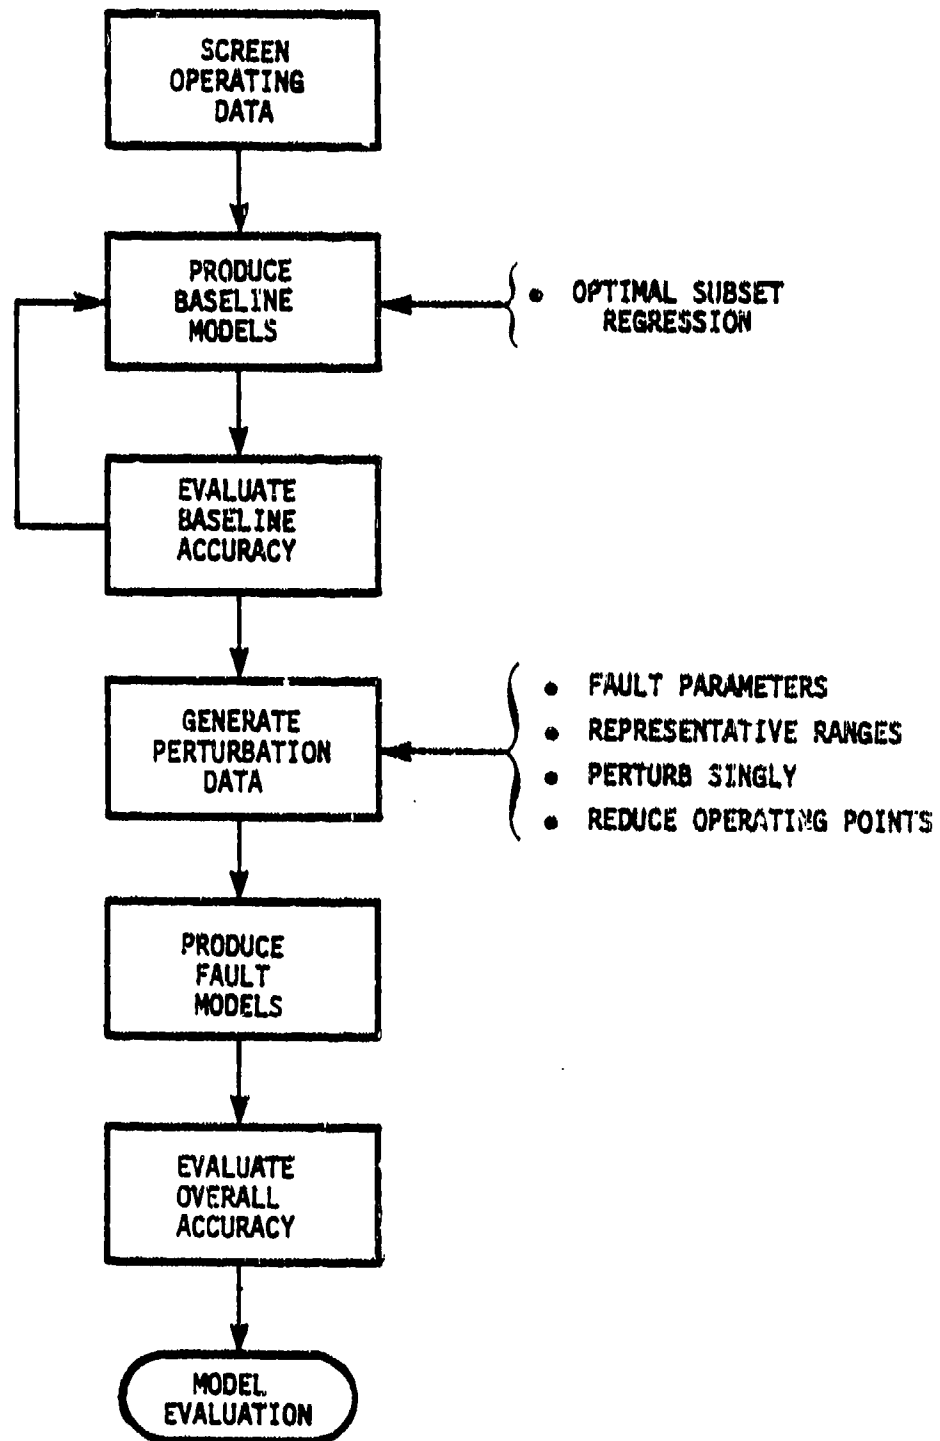 SCREEN
OPERATING
DATA
PRODUCE
BASELINE
MODELS
• OPTIMAL SUBSET
REGRESSION
EVALUATE
BASELINE
ACCURACY
GENERATE
PERTURBATION
DATA
• FAULT PARAMETERS
• REPRESENTATIVE RANGES
• PERTURB SINGLY
• REDUCE OPERATING POINTS
PRODUCE
FAULT
MODELS
EVALUATE
OVERALL
ACCURACY
MODEL
EVALUATION